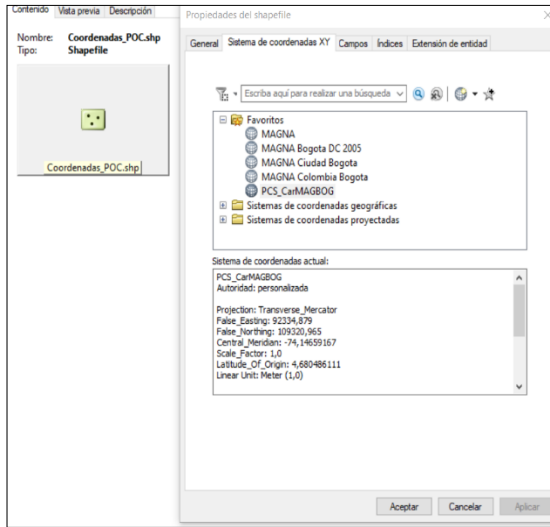 Contenido Vista previa Descripción
Nombre: Coordenadas_POC.shp
Tipo: Shapefile
Coordenadas_POC.shp
Propiedades del shapefile
General Sistema de coordenadas XY Campos Índices Extensión de entidad
Escriba aquí para realizar una búsqueda
Favoritos
MAGNA
MAGNA Bogota DC 2005
MAGNA Ciudad Bogota
MAGNA Colombia Bogota
PCS_CarMAGBOG
Sistemas de coordenadas geográficas
Sistemas de coordenadas proyectadas
Sistema de coordenadas actual:
PCS_CarMAGBOG
Autoridad: personalizada
Projection: Transverse_Mercator
False_Easting: 92334,879
False_Northing: 109320,965
Central_Meridian: -74,14659167
Scale_Factor: 1,0
Latitude_Of_Origin: 4,680486111
Linear Unit: Meter (1,0)
Aceptar Cancelar Aplicar